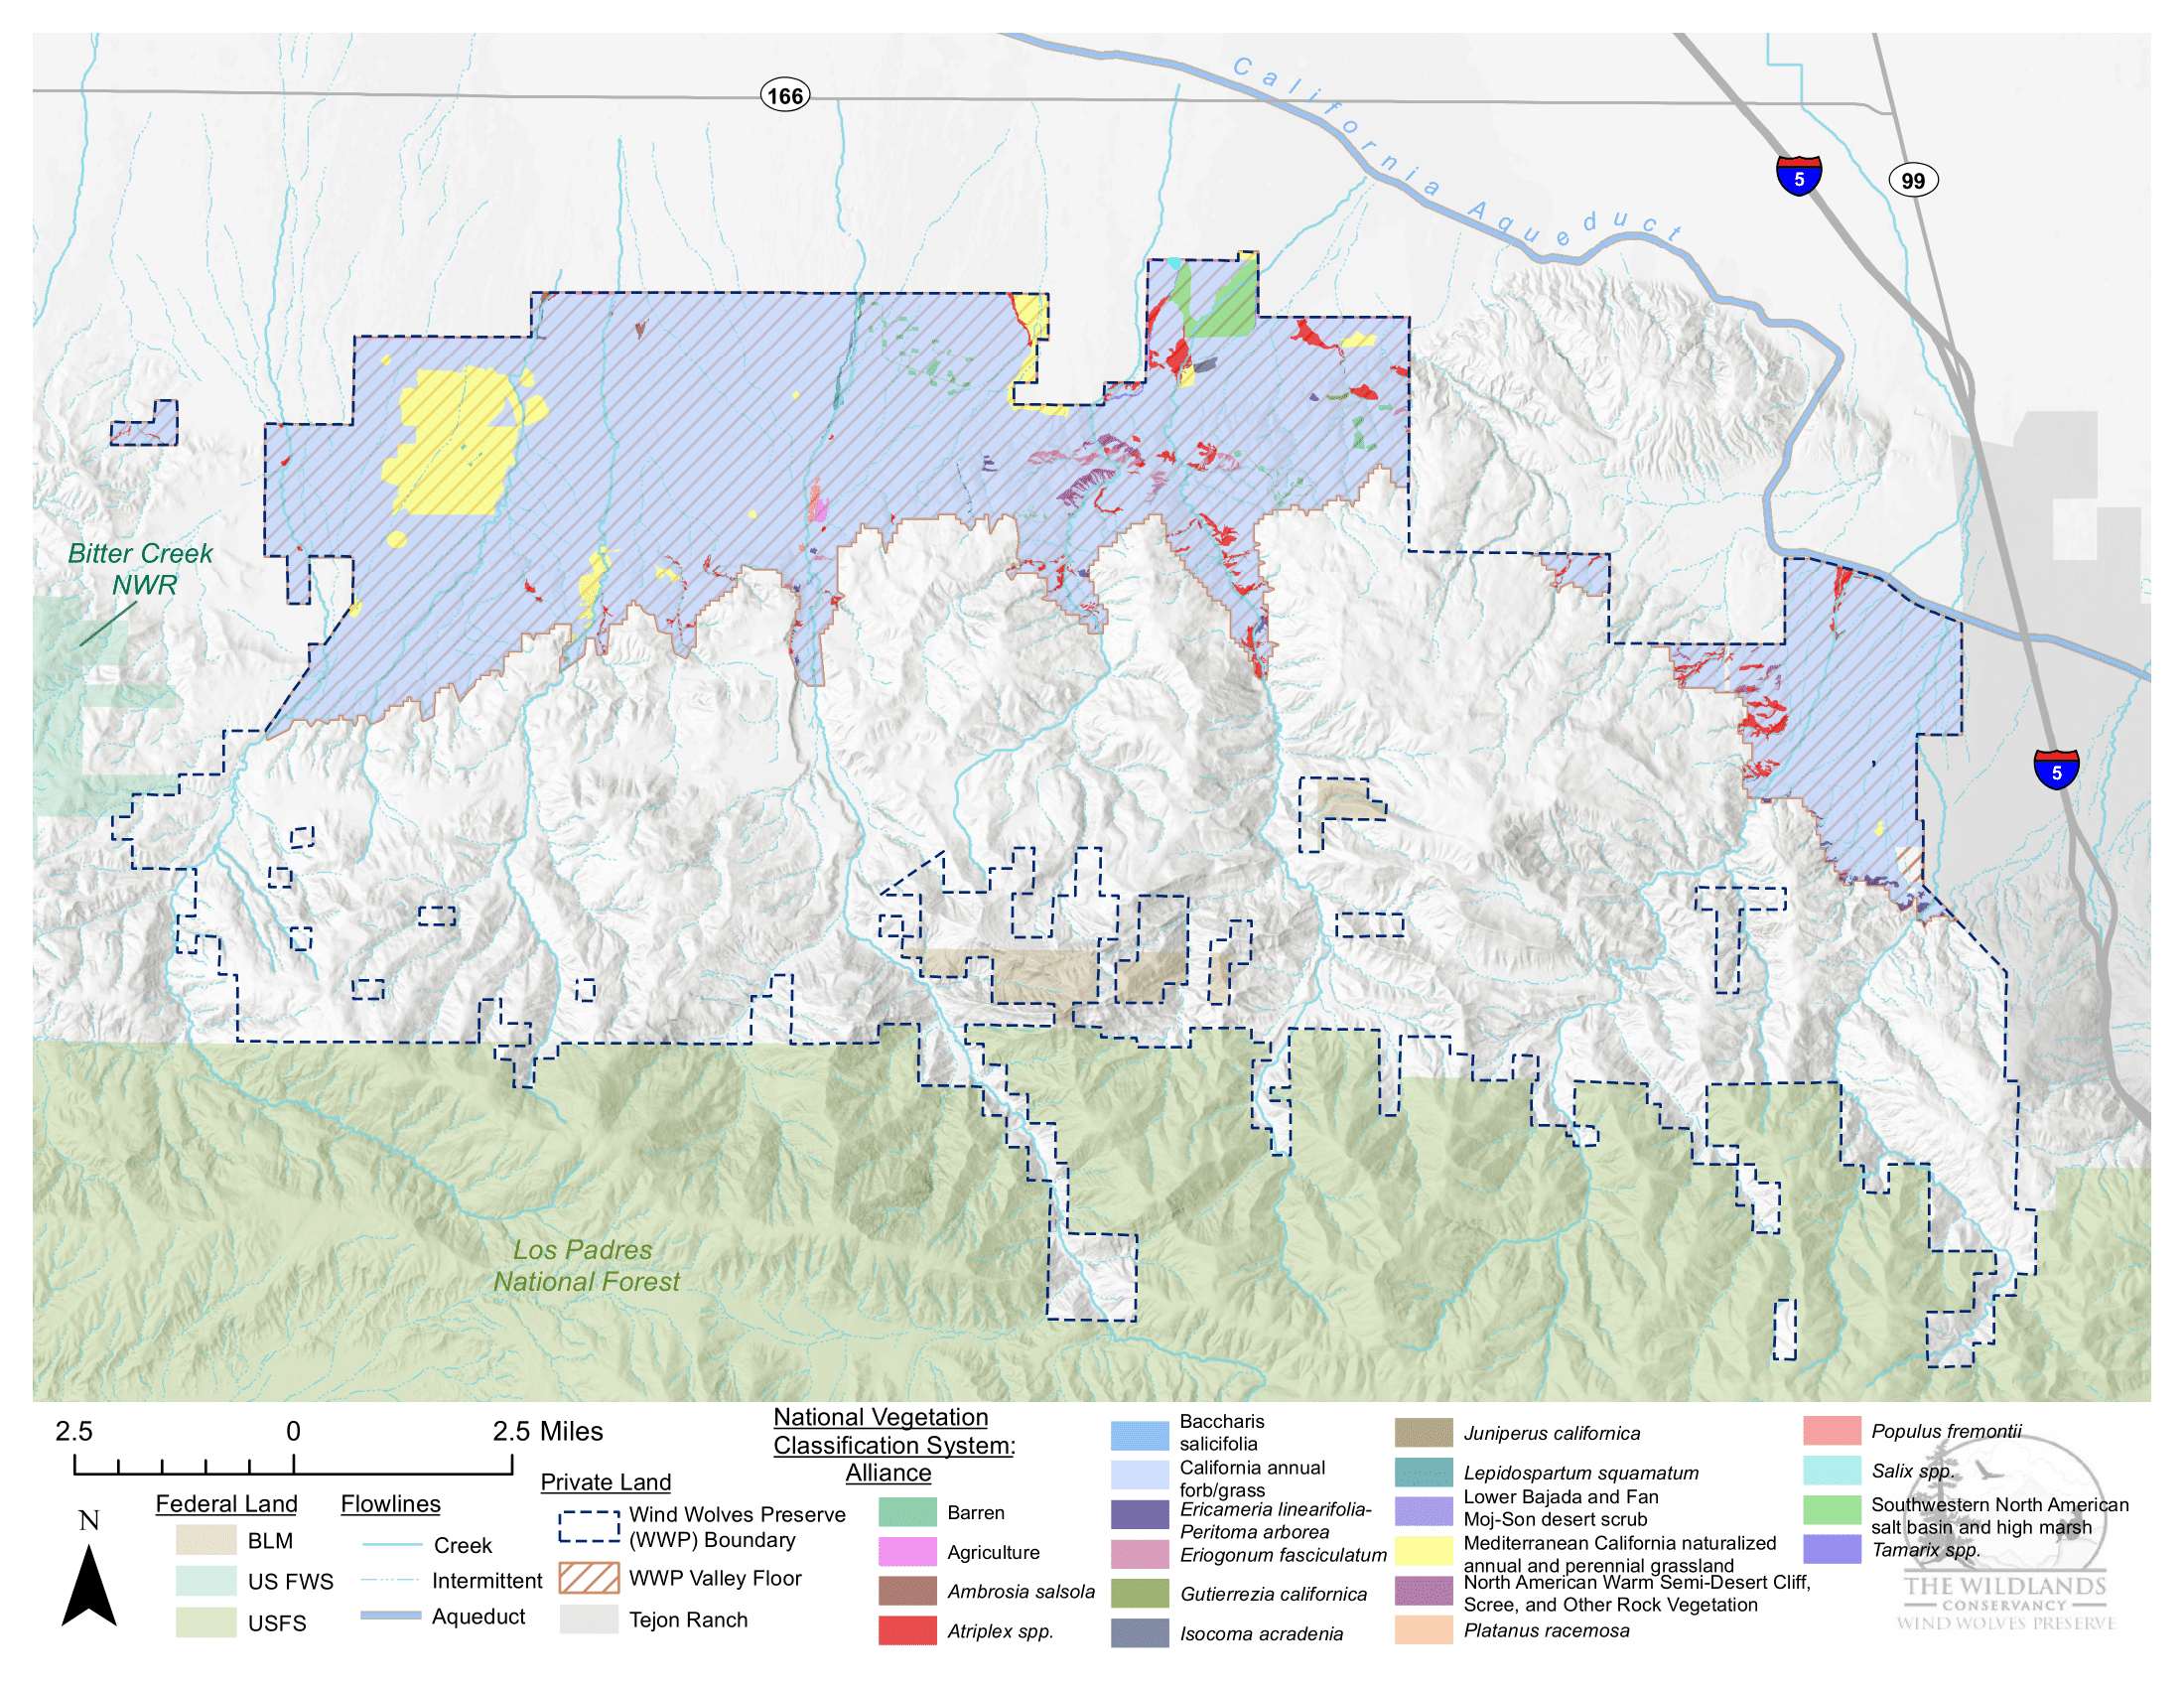 166
California Aqueduct
5
99
Bitter Creek
NWR
5
Los Padres
National Forest
2.5 0 2.5 Miles
N
Federal Land
BLM
US FWS
USFS
Flowlines
Creek
Intermittent
Aqueduct
Private Land
Wind Wolves Preserve
(WWP) Boundary
WWP Valley Floor
Tejon Ranch
National Vegetation
Classification System:
Alliance
Barren
Agriculture
Ambrosia salsola
Atriplex spp.
Baccharis
salicifolia
California annual
forb/grass
Ericameria linearifolia-
Peritoma arborea
Eriogonum fasciculatum
Gutierrezia californica
Isocoma acradenia
Juniperus californica
Lepidospartum squamatum
Lower Bajada and Fan
Moj-Son desert scrub
Mediterranean California naturalized
annual and perennial grassland
North American Warm Semi-Desert Cliff,
Scree, and Other Rock Vegetation
Platanus racemosa
Populus fremontii
Salix spp.
Southwestern North American
salt basin and high marsh
Tamarix spp.
THE WILDLANDS
CONSERVANCY
WIND WOLVES PRESERVE